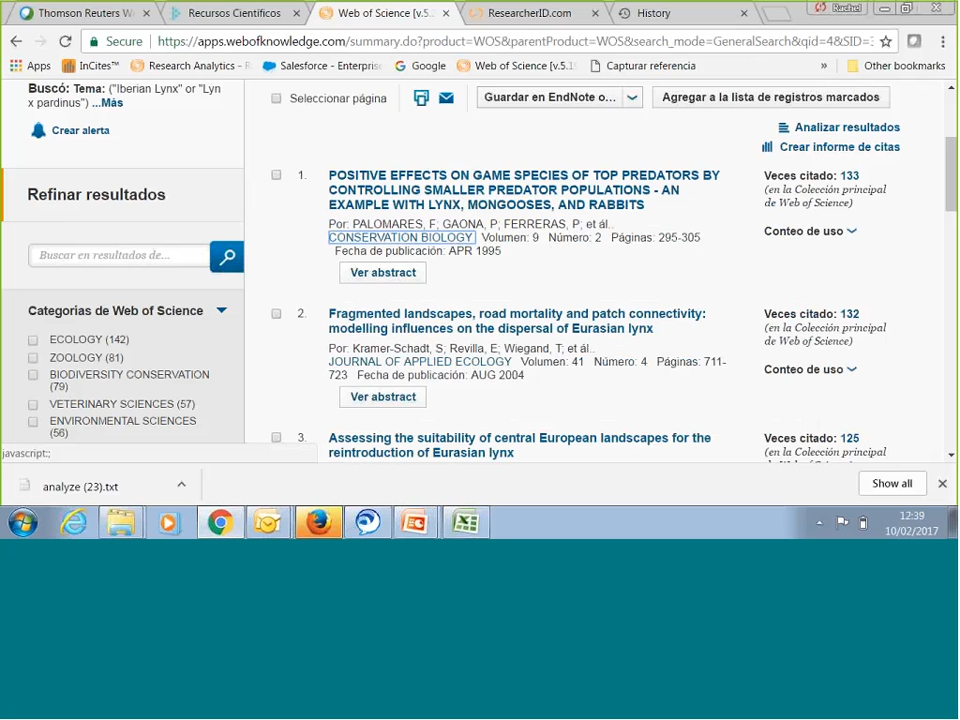 Thomson Reuters W
Recursos Científicos
Web of Science [v.5.
ResearcherID.com
History
Rachel
Secure
https://apps.webofknowledge.com/summary.do?product=WOS&parentProduct=WOS&search_mode=GeneralSearch&qid=4&SID=
Apps
InCites™
Research Analytics -
Salesforce - Enterpris
Google
Web of Science [v.5.1
Capturar referencia
»
Other bookmarks
Buscó: Tema: ("Iberian Lynx" or "Lyn
x pardinus") ...Más
Crear alerta
Seleccionar página
Guardar en EndNote o...
Agregar a la lista de registros marcados
Analizar resultados
Crear informe de citas
Refinar resultados
Buscar en resultados de...
Categorías de Web of Science
ECOLOGY (142)
ZOOLOGY (81)
BIODIVERSITY CONSERVATION
(79)
VETERINARY SCIENCES (57)
ENVIRONMENTAL SCIENCES
(56)
1.
POSITIVE EFFECTS ON GAME SPECIES OF TOP PREDATORS BY
CONTROLLING SMALLER PREDATOR POPULATIONS - AN
EXAMPLE WITH LYNX, MONGOOSES, AND RABBITS
Por: PALOMARES, F; GAONA, P; FERRERAS, P; et ál..
CONSERVATION BIOLOGY Volumen: 9 Número: 2 Páginas: 295-305
Fecha de publicación: APR 1995
Ver abstract
Veces citado: 133
(en la Colección principal
de Web of Science)
Conteo de uso
2.
Fragmented landscapes, road mortality and patch connectivity:
modelling influences on the dispersal of Eurasian lynx
Por: Kramer-Schadt, S; Revilla, E; Wiegand, T; et ál..
JOURNAL OF APPLIED ECOLOGY Volumen: 41 Número: 4 Páginas: 711-
723 Fecha de publicación: AUG 2004
Ver abstract
Veces citado: 132
(en la Colección principal
de Web of Science)
Conteo de uso
3.
Assessing the suitability of central European landscapes for the
reintroduction of Eurasian lynx
Veces citado: 125
(en la Colección principal
javascript:;
analyze (23).txt
Show all
12:39
10/02/2017